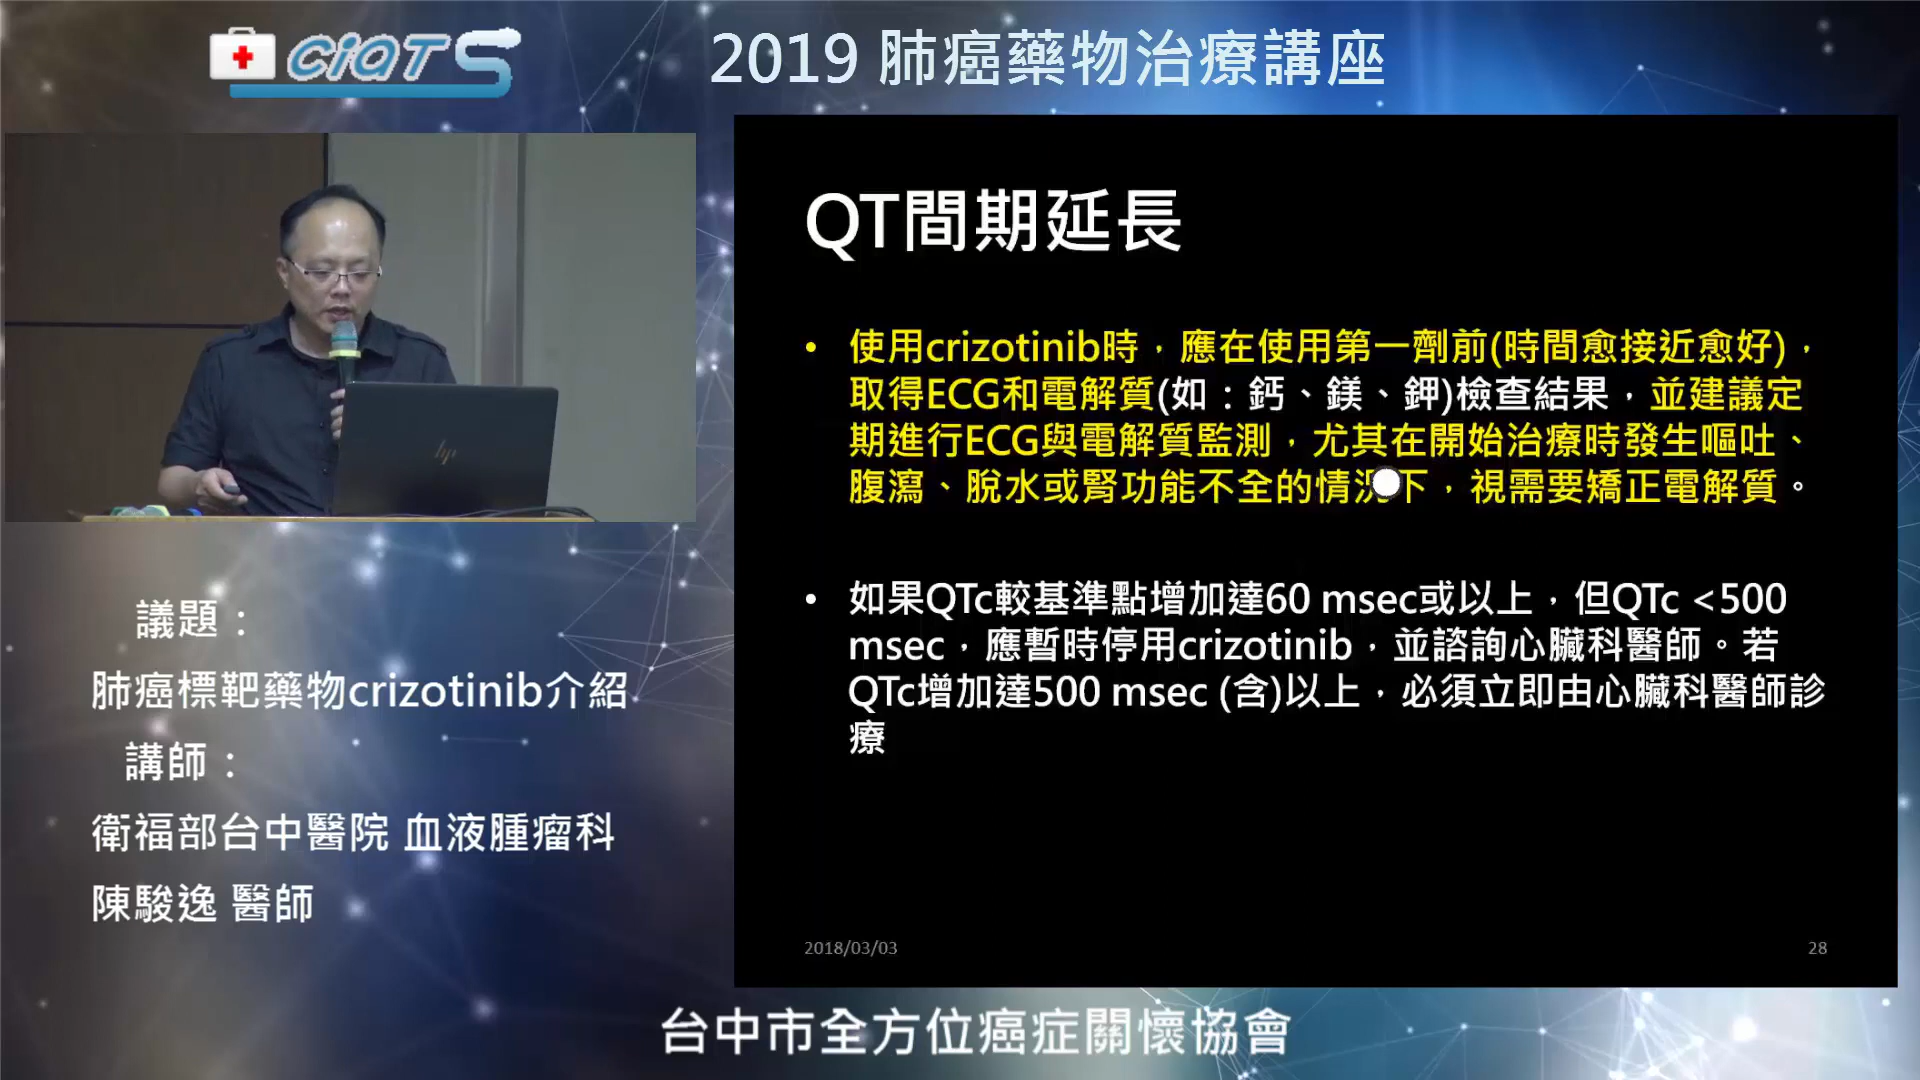 CiQTS
2019 肺癌藥物治療講座
QT間期延長
• 使用crizotinib時，應在使用第一劑前(時間愈接近愈好)，
取得ECG和電解質(如：鈣、鎂、鉀)檢查結果，並建議定
期進行ECG與電解質監測，尤其在開始治療時發生嘔吐、
腹瀉、脫水或腎功能不全的情況下，視需要矯正電解質。
• 如果QTc較基準點增加達60 msec或以上，但QTc <500
msec，應暫時停用crizotinib，並諮詢心臟科醫師。若
QTc增加達500 msec (含)以上，必須立即由心臟科醫師診
療
2018/03/03
28
hp
議題：
肺癌標靶藥物crizotinib介紹
講師：
衛福部台中醫院 血液腫瘤科
陳駿逸 醫師
台中市全方位癌症關懷協會